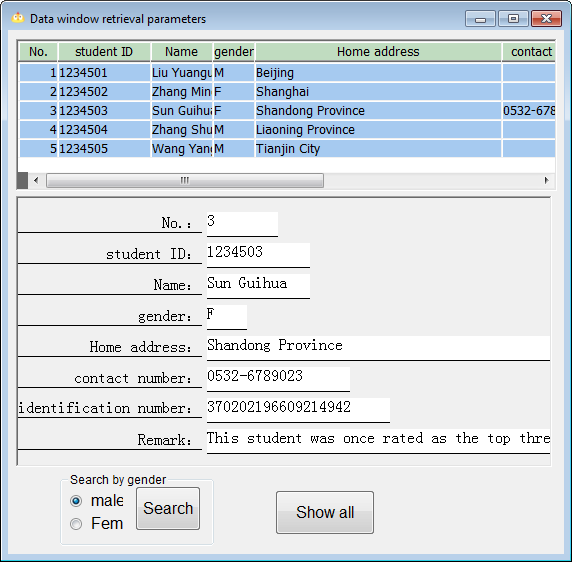 Data window retrieval parameters
No. student ID Name gender Home address contact
1 1234501 Liu Yuangu M Beijing
2 1234502 Zhang Min F Shanghai
3 1234503 Sun Guihua F Shandong Province 0532-678
4 1234504 Zhang Shu M Liaoning Province
5 1234505 Wang Yang M Tianjin City
No.: 3
student ID: 1234503
Name: Sun Guihua
gender: F
Home address: Shandong Province
contact number: 0532-6789023
identification number: 370202196609214942
Remark: This student was once rated as the top thre
Search by gender
male
Fem
Search
Show all